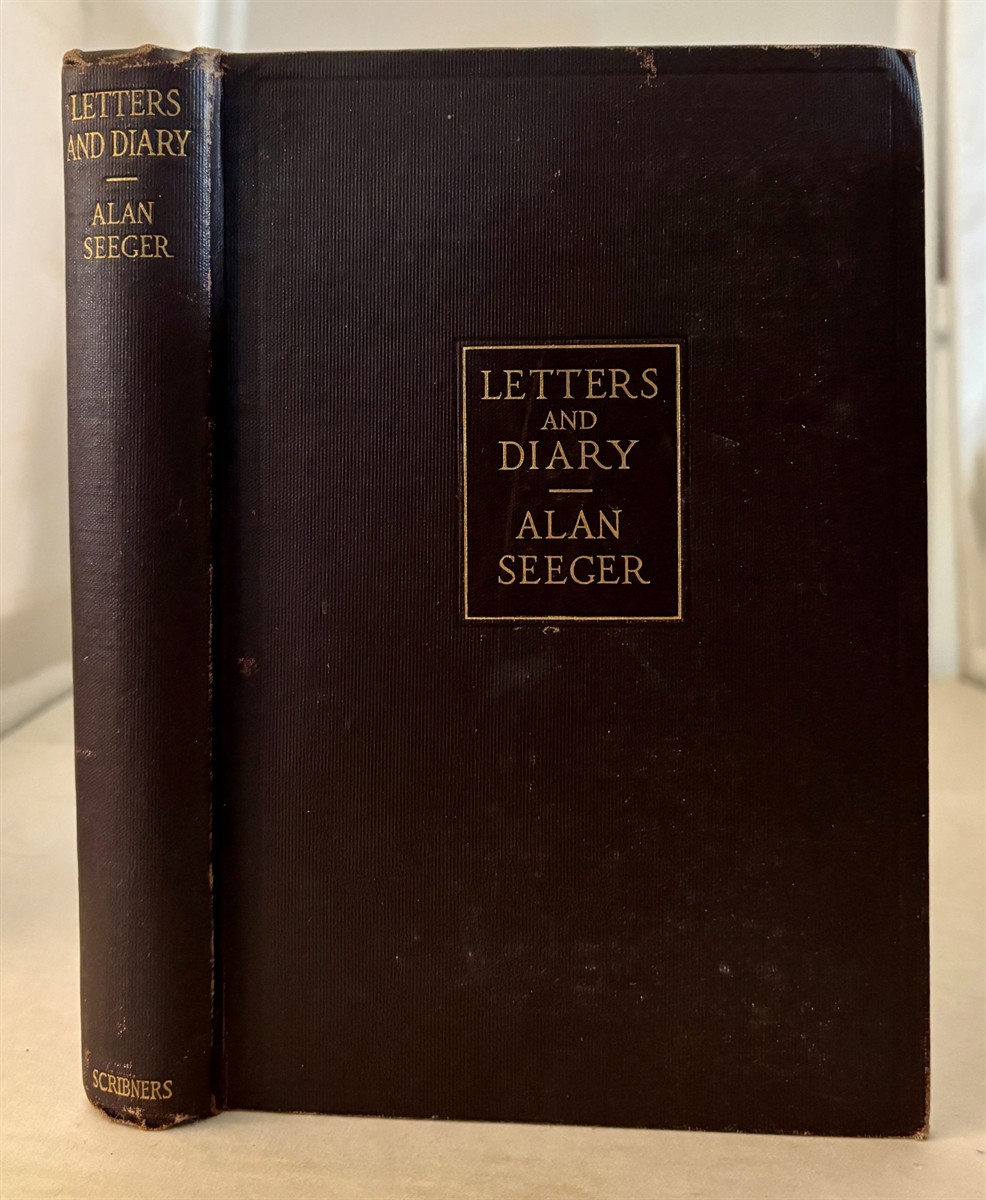 LETTERS
AND DIARY
ALAN
SEEGER
SCRIBNERS
LETTERS
AND
DIARY
ALAN
SEEGER